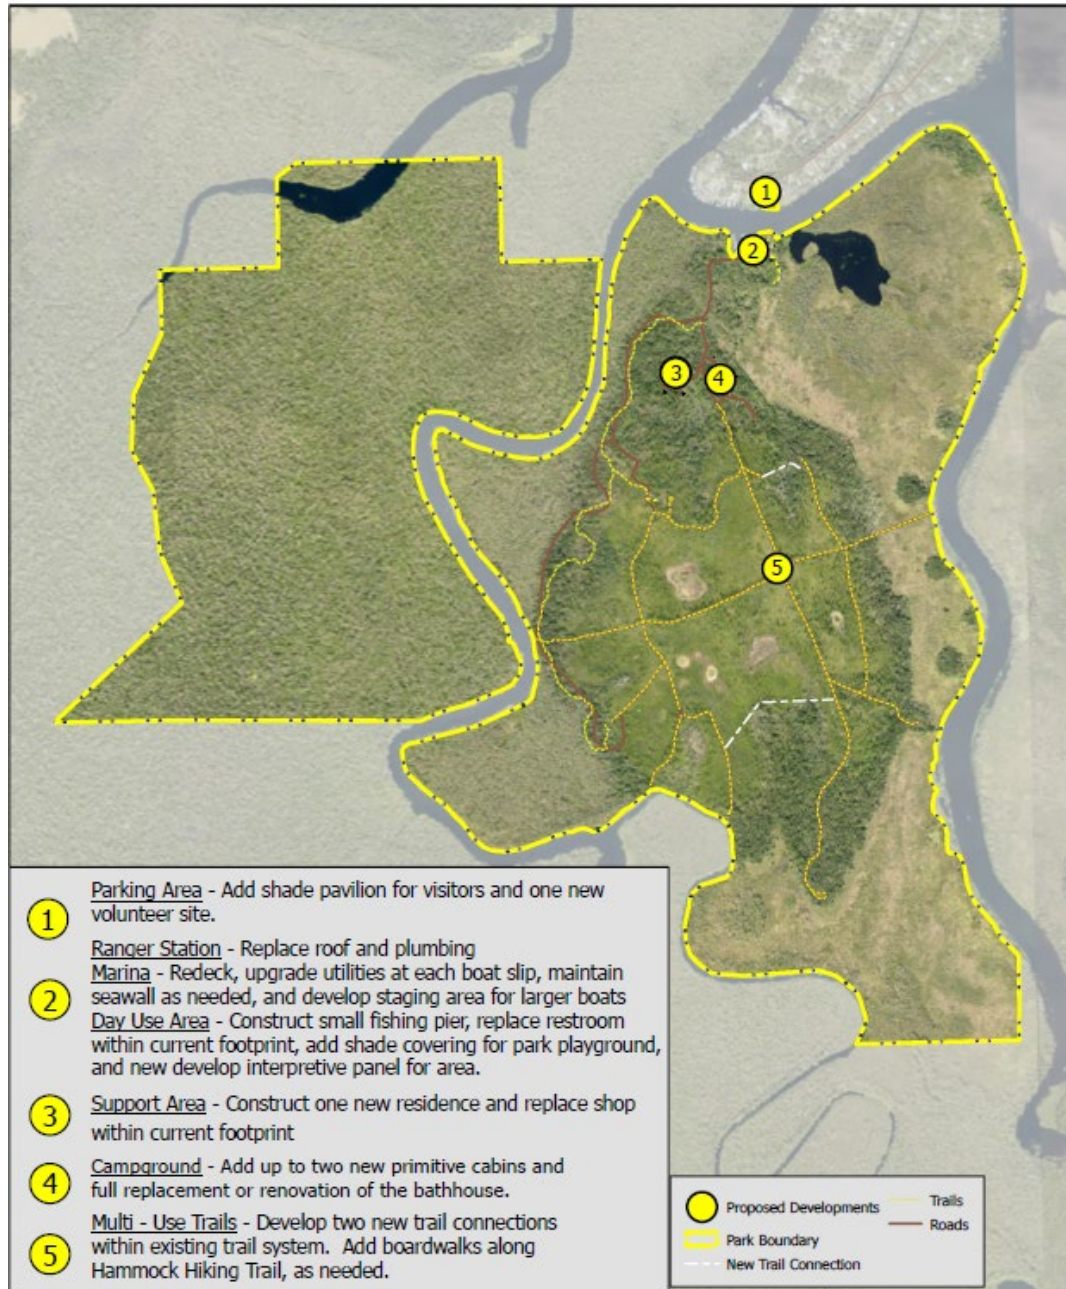 1
2
3
4
5
1
Parking Area - Add shade pavilion for visitors and one new
volunteer site.
2
Ranger Station - Replace roof and plumbing
Marina - Redeck, upgrade utilities at each boat slip, maintain
seawall as needed, and develop staging area for larger boats
Day Use Area - Construct small fishing pier, replace restroom
within current footprint, add shade covering for park playground,
and new develop interpretive panel for area.
3
Support Area - Construct one new residence and replace shop
within current footprint
4
Campground - Add up to two new primitive cabins and
full replacement or renovation of the bathhouse.
5
Multi - Use Trails - Develop two new trail connections
within existing trail system. Add boardwalks along
Hammock Hiking Trail, as needed.
Proposed Developments
Park Boundary
New Trail Connection
Trails
Roads